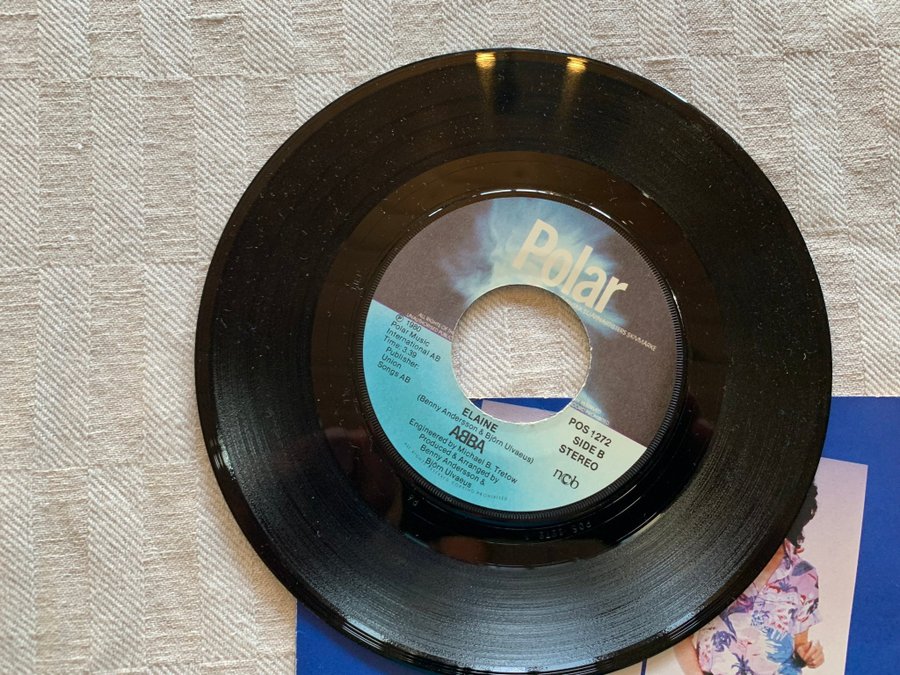 Polar
℗ 1980
Polar Music
International AB
Time: 3.39
Publisher:
Union
Songs AB
ELAINE
(Benny Andersson & Björn Ulvaeus)
ABBA
Engineered by Michael B. Tretow
Produced & Arranged by
Benny Andersson &
Björn Ulvaeus
POS 1272
SIDE B
STEREO
ncb